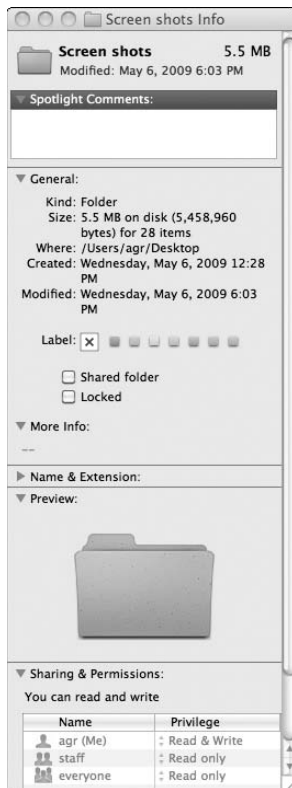 Screen shots Info
Screen shots 5.5 MB
Modified: May 6, 2009 6:03 PM
Spotlight Comments:
General:
Kind: Folder
Size: 5.5 MB on disk (5,458,960
bytes) for 28 items
Where: /Users/agr/Desktop
Created: Wednesday, May 6, 2009 12:28
PM
Modified: Wednesday, May 6, 2009 6:03
PM
Label:
Shared folder
Locked
More Info:
--
Name & Extension:
Preview:
Sharing & Permissions:
You can read and write
Name Privilege
agr (Me) Read & Write
staff Read only
everyone Read only